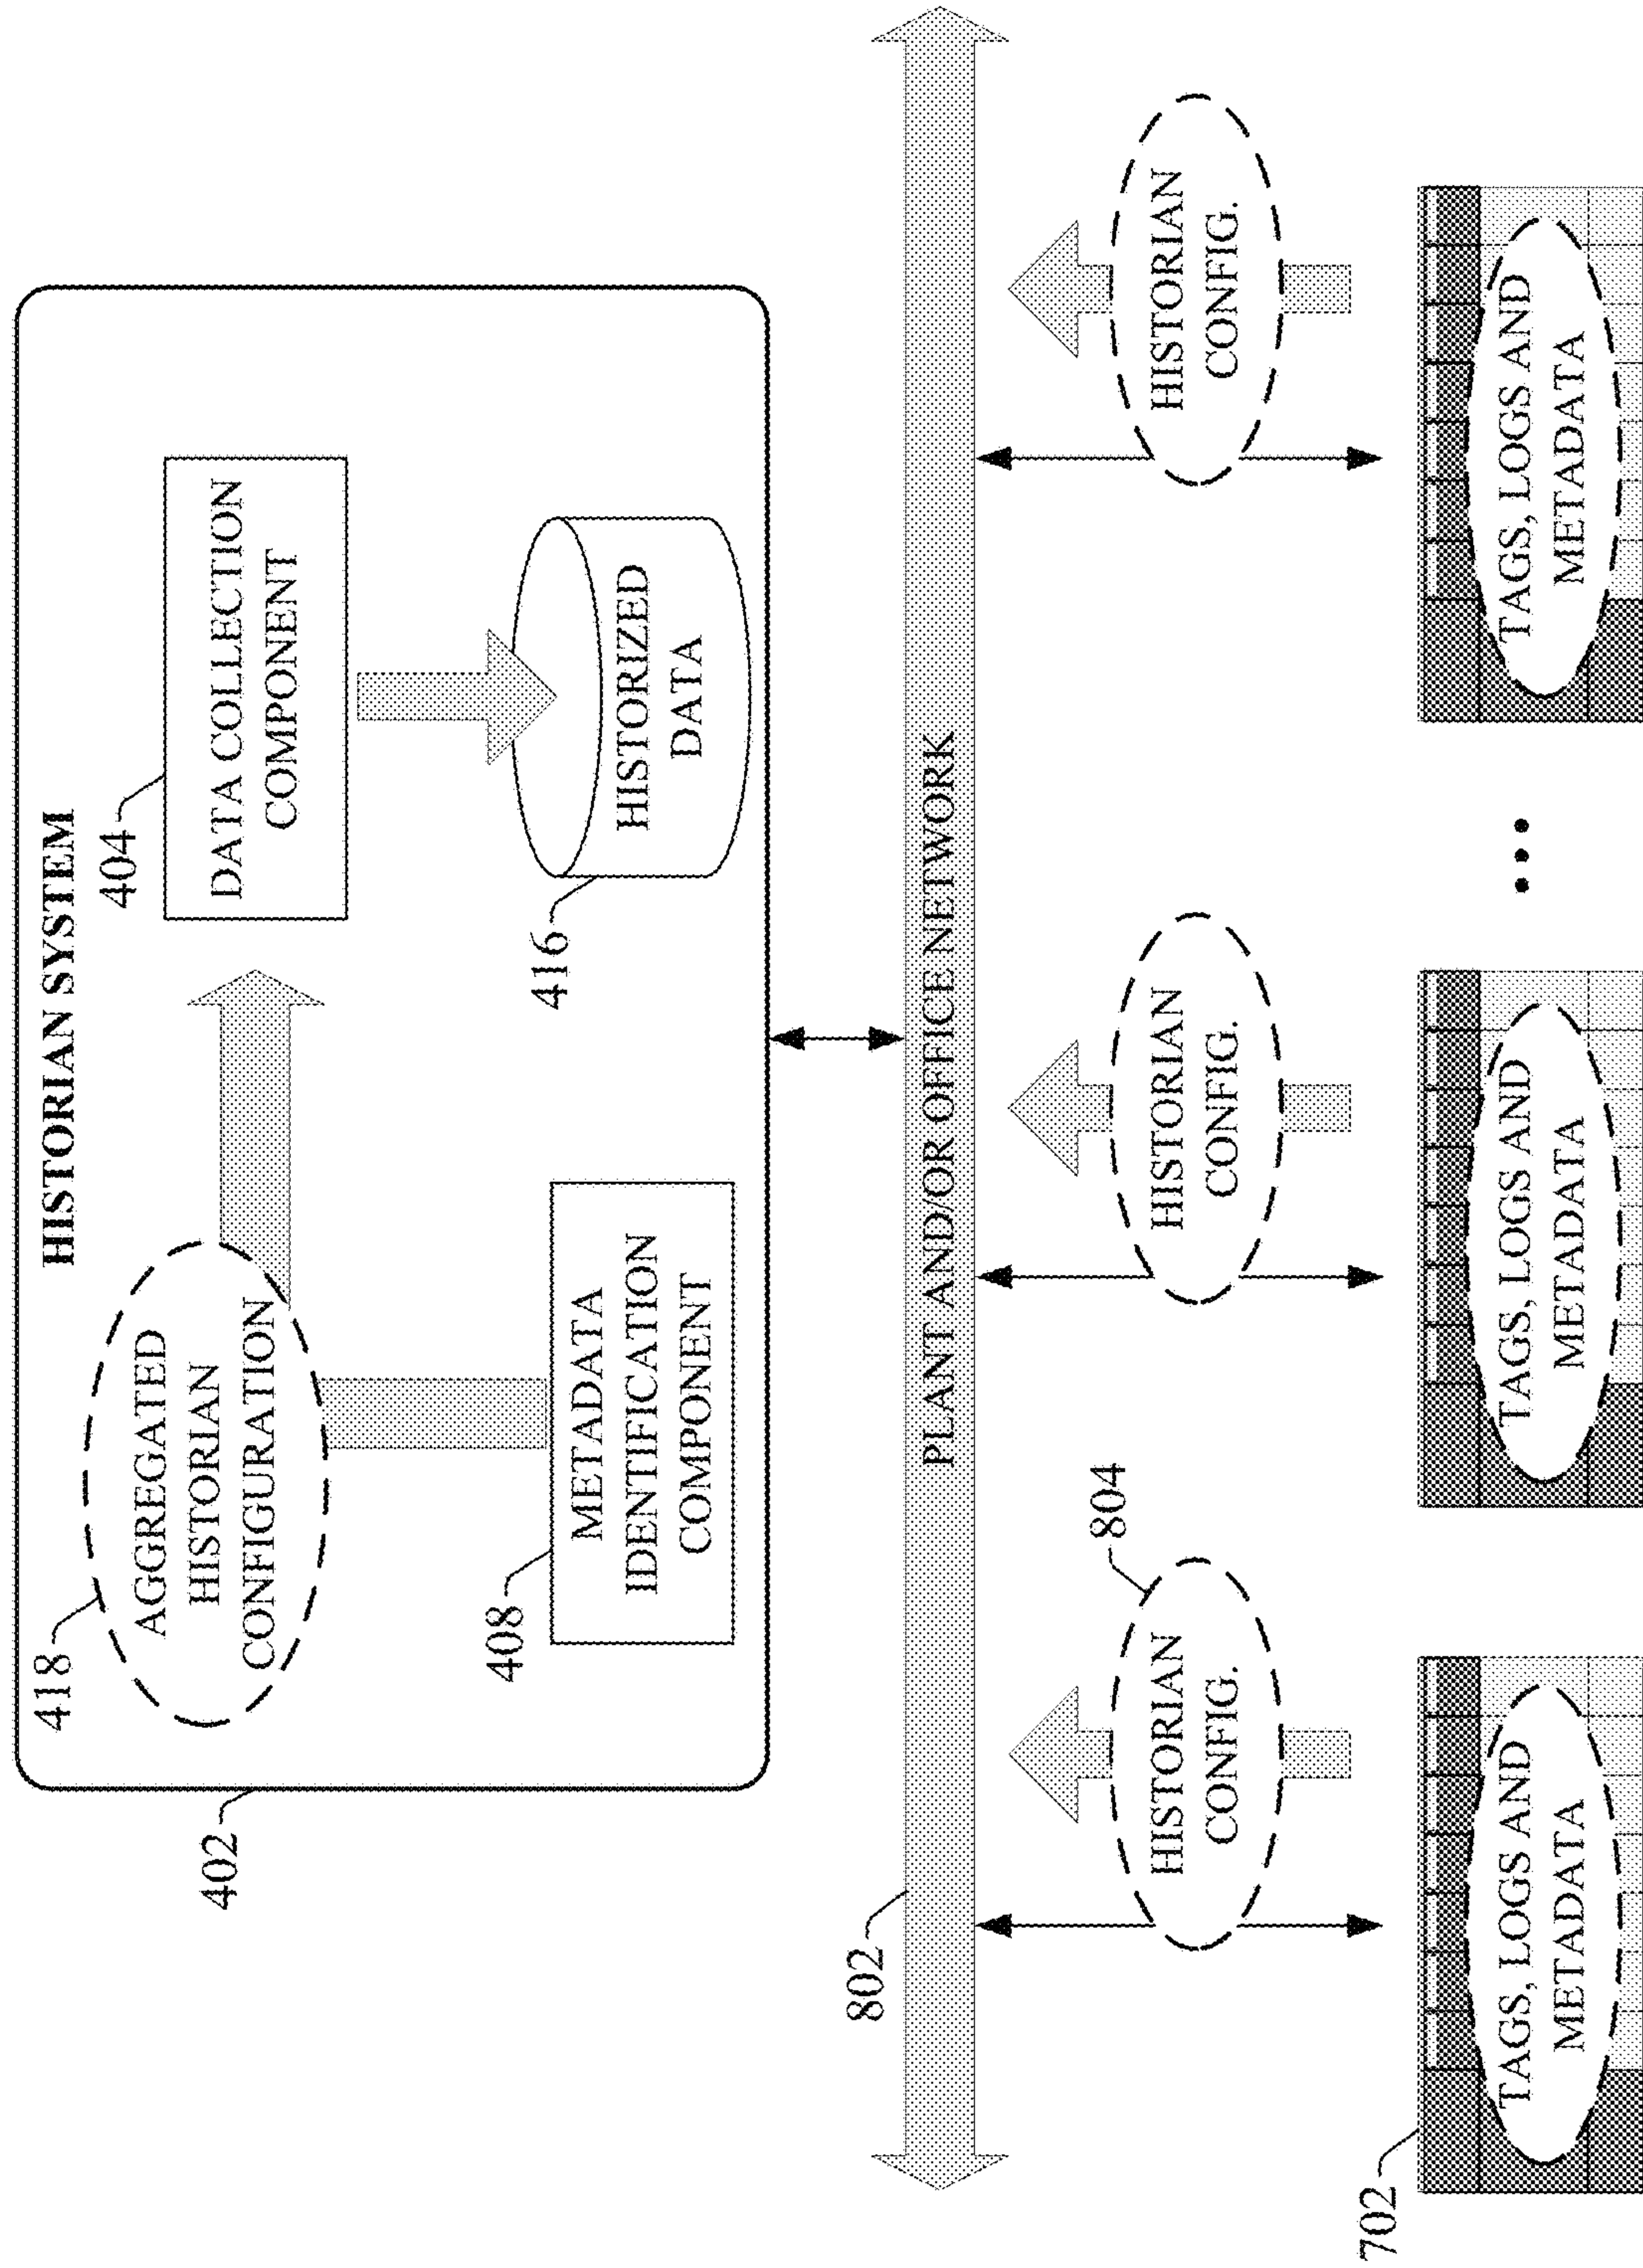 HISTORIAN SYSTEM
402
418
AGGREGATED
HISTORIAN
CONFIGURATION
404
DATA COLLECTION
COMPONENT
408
METADATA
IDENTIFICATION
COMPONENT
416
HISTORIZED
DATA
802
PLANT AND/OR OFFICE NETWORK
804
HISTORIAN
CONFIG.
HISTORIAN
CONFIG.
HISTORIAN
CONFIG.
702
TAGS, LOGS AND
METADATA
TAGS, LOGS AND
METADATA
•••
TAGS, LOGS AND
METADATA